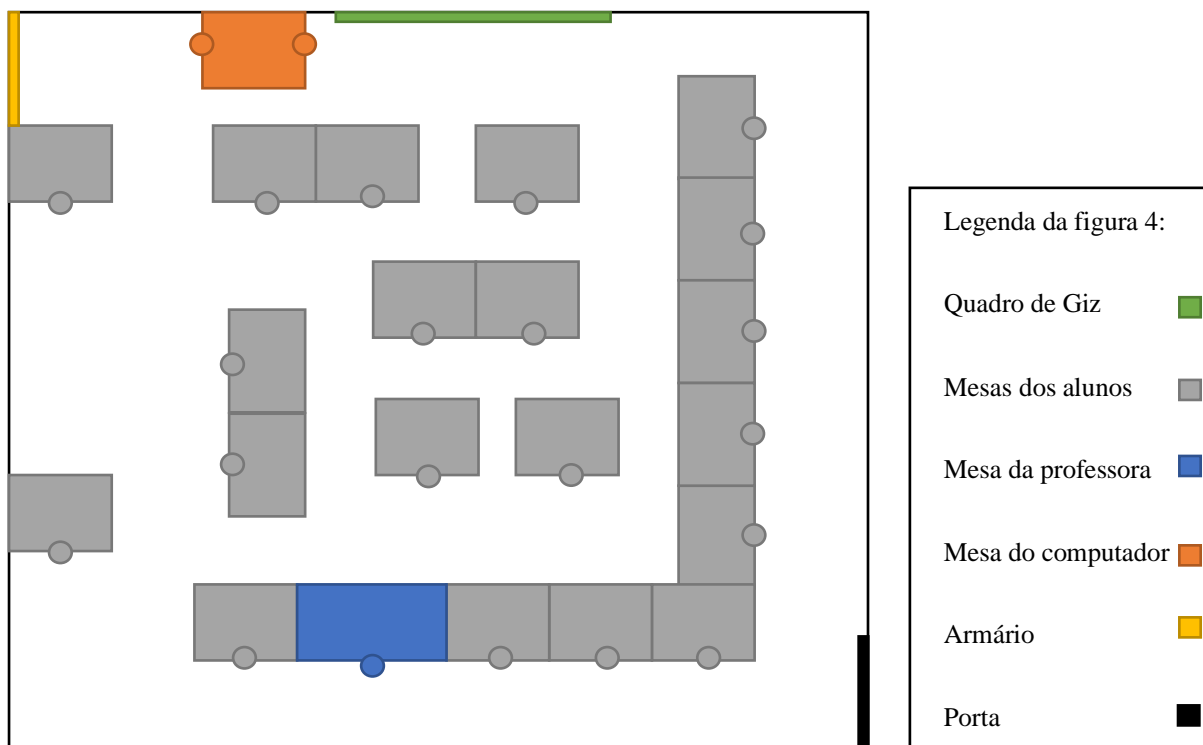 Legenda da figura 4:
Quadro de Giz
Mesas dos alunos
Mesa da professora
Mesa do computador
Armário
Porta